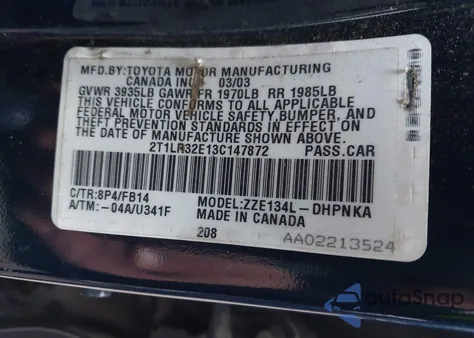 MFD.BY:TOYOTA MOTOR MANUFACTURING
CANADA INC. 03/03
GVWR 3935LB GAWR FR 1970LB RR 1985LB
THIS VEHICLE CONFORMS TO ALL APPLICABLE
FEDERAL MOTOR VEHICLE SAFETY,BUMPER, AND
THEFT PREVENTION STANDARDS IN EFFECT ON
THE DATE OF MANUFACTURE SHOWN ABOVE.
2T1LR32E13C147872 PASS.CAR
C/TR:8P4/FB14 MODEL:ZZE134L-DHPNKA
A/TM:-04A/U341F MADE IN CANADA
208
AA02213524
autoSnap